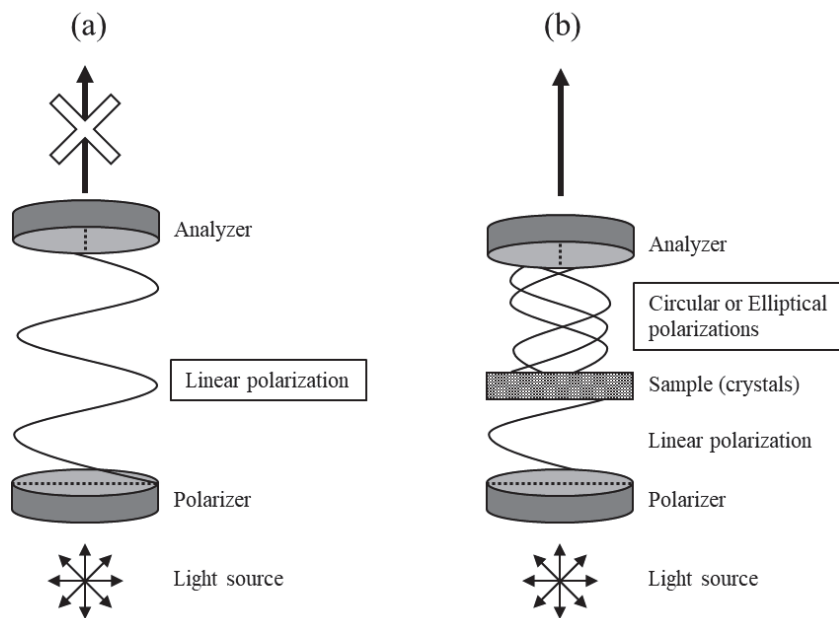 (a)
Analyzer
Linear polarization
Polarizer
Light source
(b)
Analyzer
Circular or Elliptical
polarizations
Sample (crystals)
Linear polarization
Polarizer
Light source